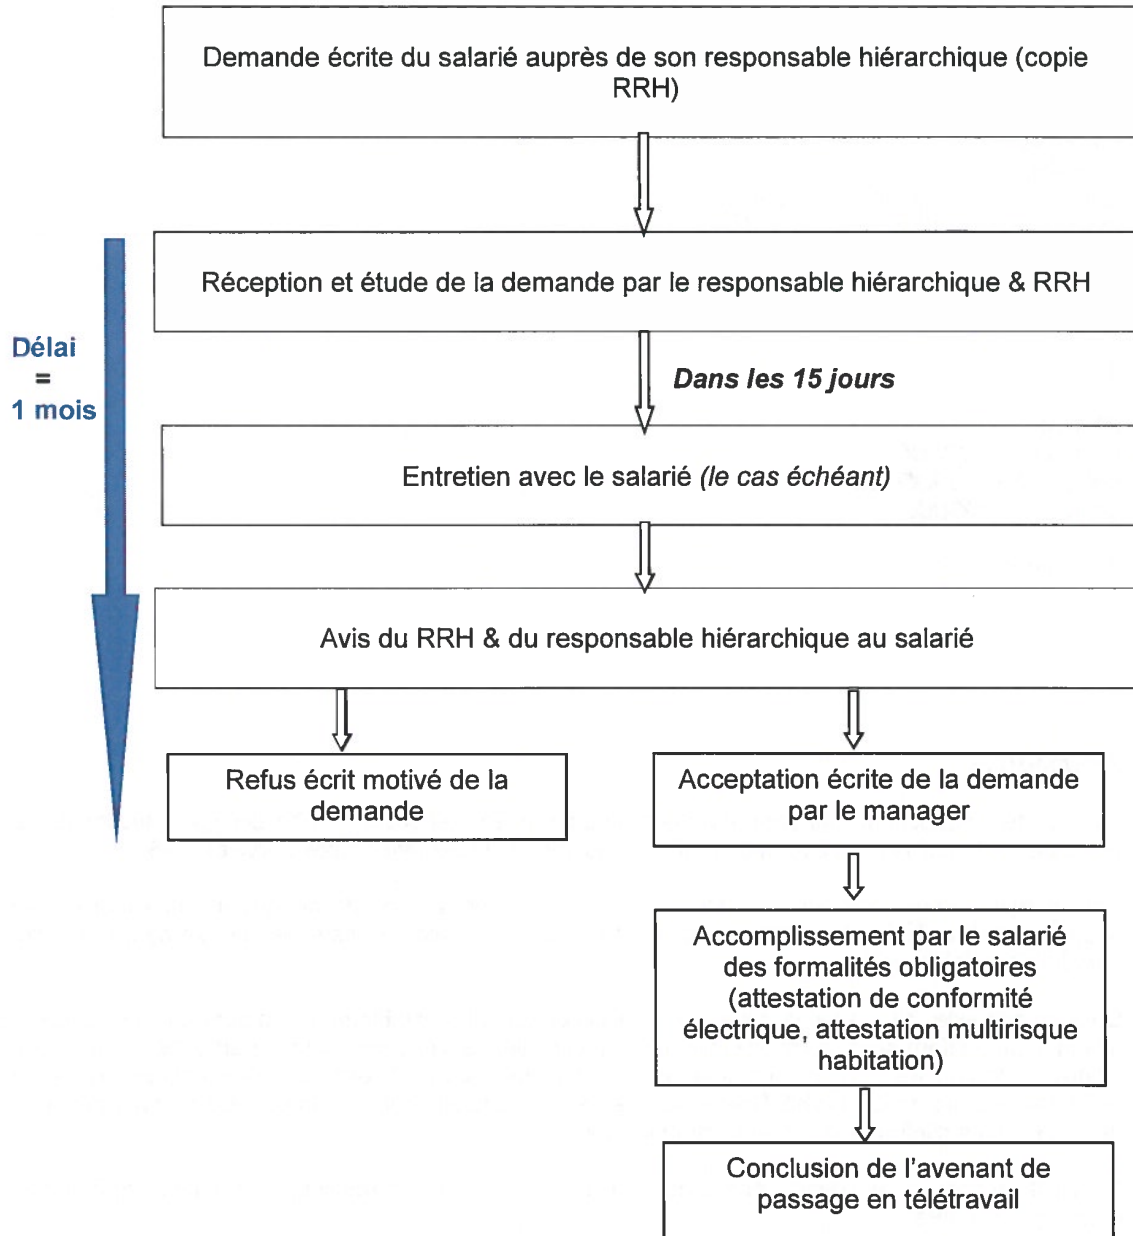 Demande écrite du salarié auprès de son responsable hiérarchique (copie
RRH)
Réception et étude de la demande par le responsable hiérarchique & RRH
Délai
=
1 mois
Dans les 15 jours
Entretien avec le salarié (le cas échéant)
Avis du RRH & du responsable hiérarchique au salarié
Refus écrit motivé de la
demande
Acceptation écrite de la demande
par le manager
Accomplissement par le salarié
des formalités obligatoires
(attestation de conformité
électrique, attestation multirisque
habitation)
Conclusion de l'avenant de
passage en télétravail